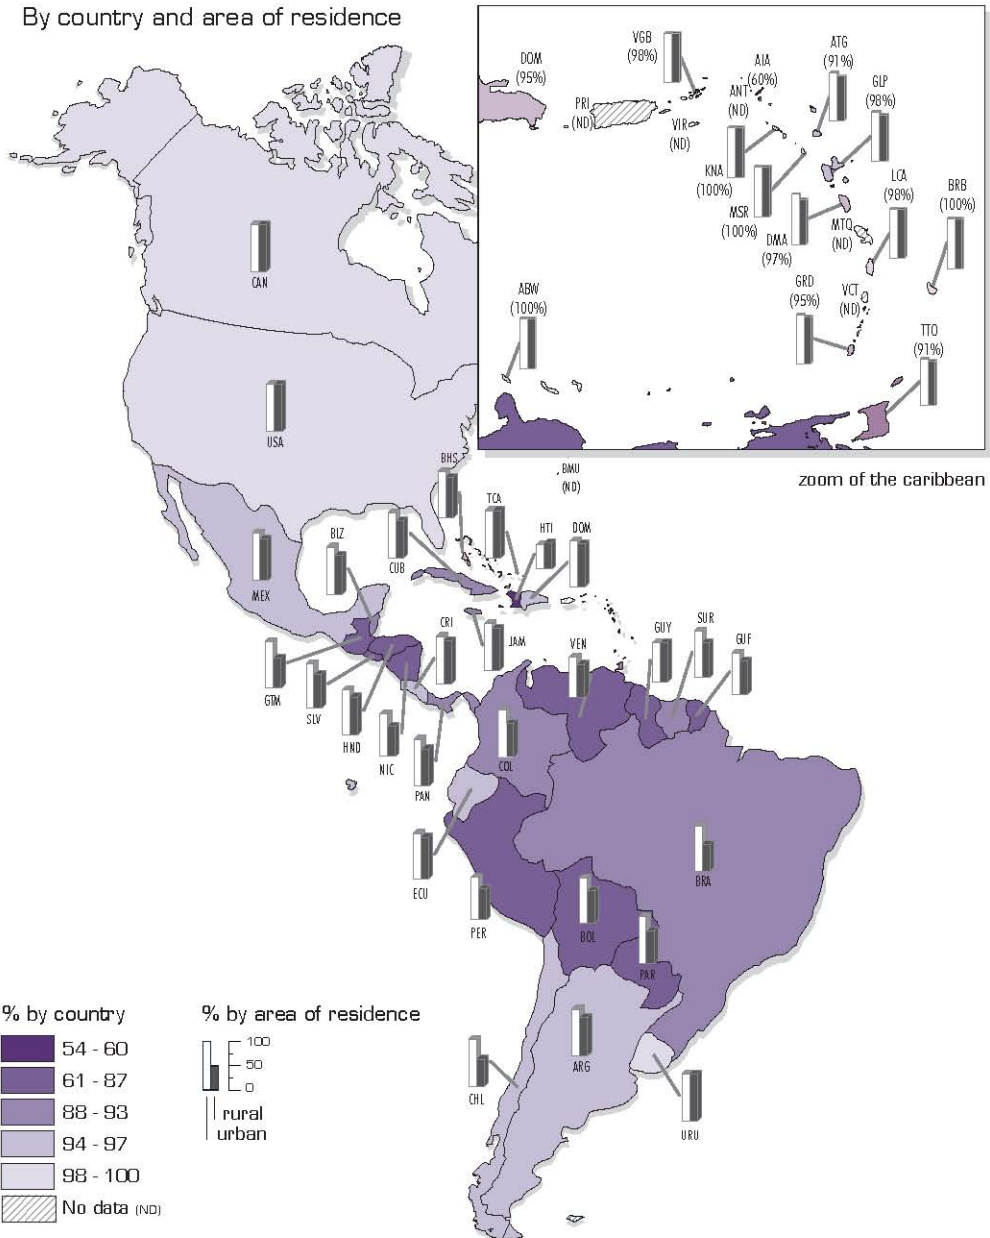 By country and area of residence
VGB
(98%)
DOM
(95%)
PRI
(ND)
VIR
(ND)
AIA
(60%)
ANT
(ND)
ATG
(91%)
GLP
(98%)
KNA
(100%)
MSR
(100%)
DMA
(97%)
MTQ
(ND)
LCA
(98%)
BRB
(100%)
ABW
(100%)
GRD
(95%)
VCT
(ND)
TTO
(91%)
zoom of the caribbean
CAN
USA
BHS
BMU
(ND)
TCA
HTI
DOM
BLZ
CUB
MEX
CRI
JAM
VEN
GUY
SUR
GUF
GTM
SLV
HND
NIC
PAN
COL
ECU
PER
BRA
BOL
PAR
ARG
CHL
URU
% by country
54 - 60
61 - 87
88 - 93
94 - 97
98 - 100
No data (ND)
% by area of residence
100
50
0
rural
urban